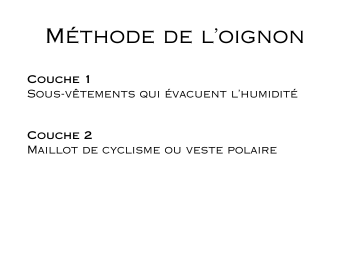 Méthode de l'oignon
Couche 1
Sous-vêtements qui évacuent l'humidité
Couche 2
Maillot de cyclisme ou veste polaire